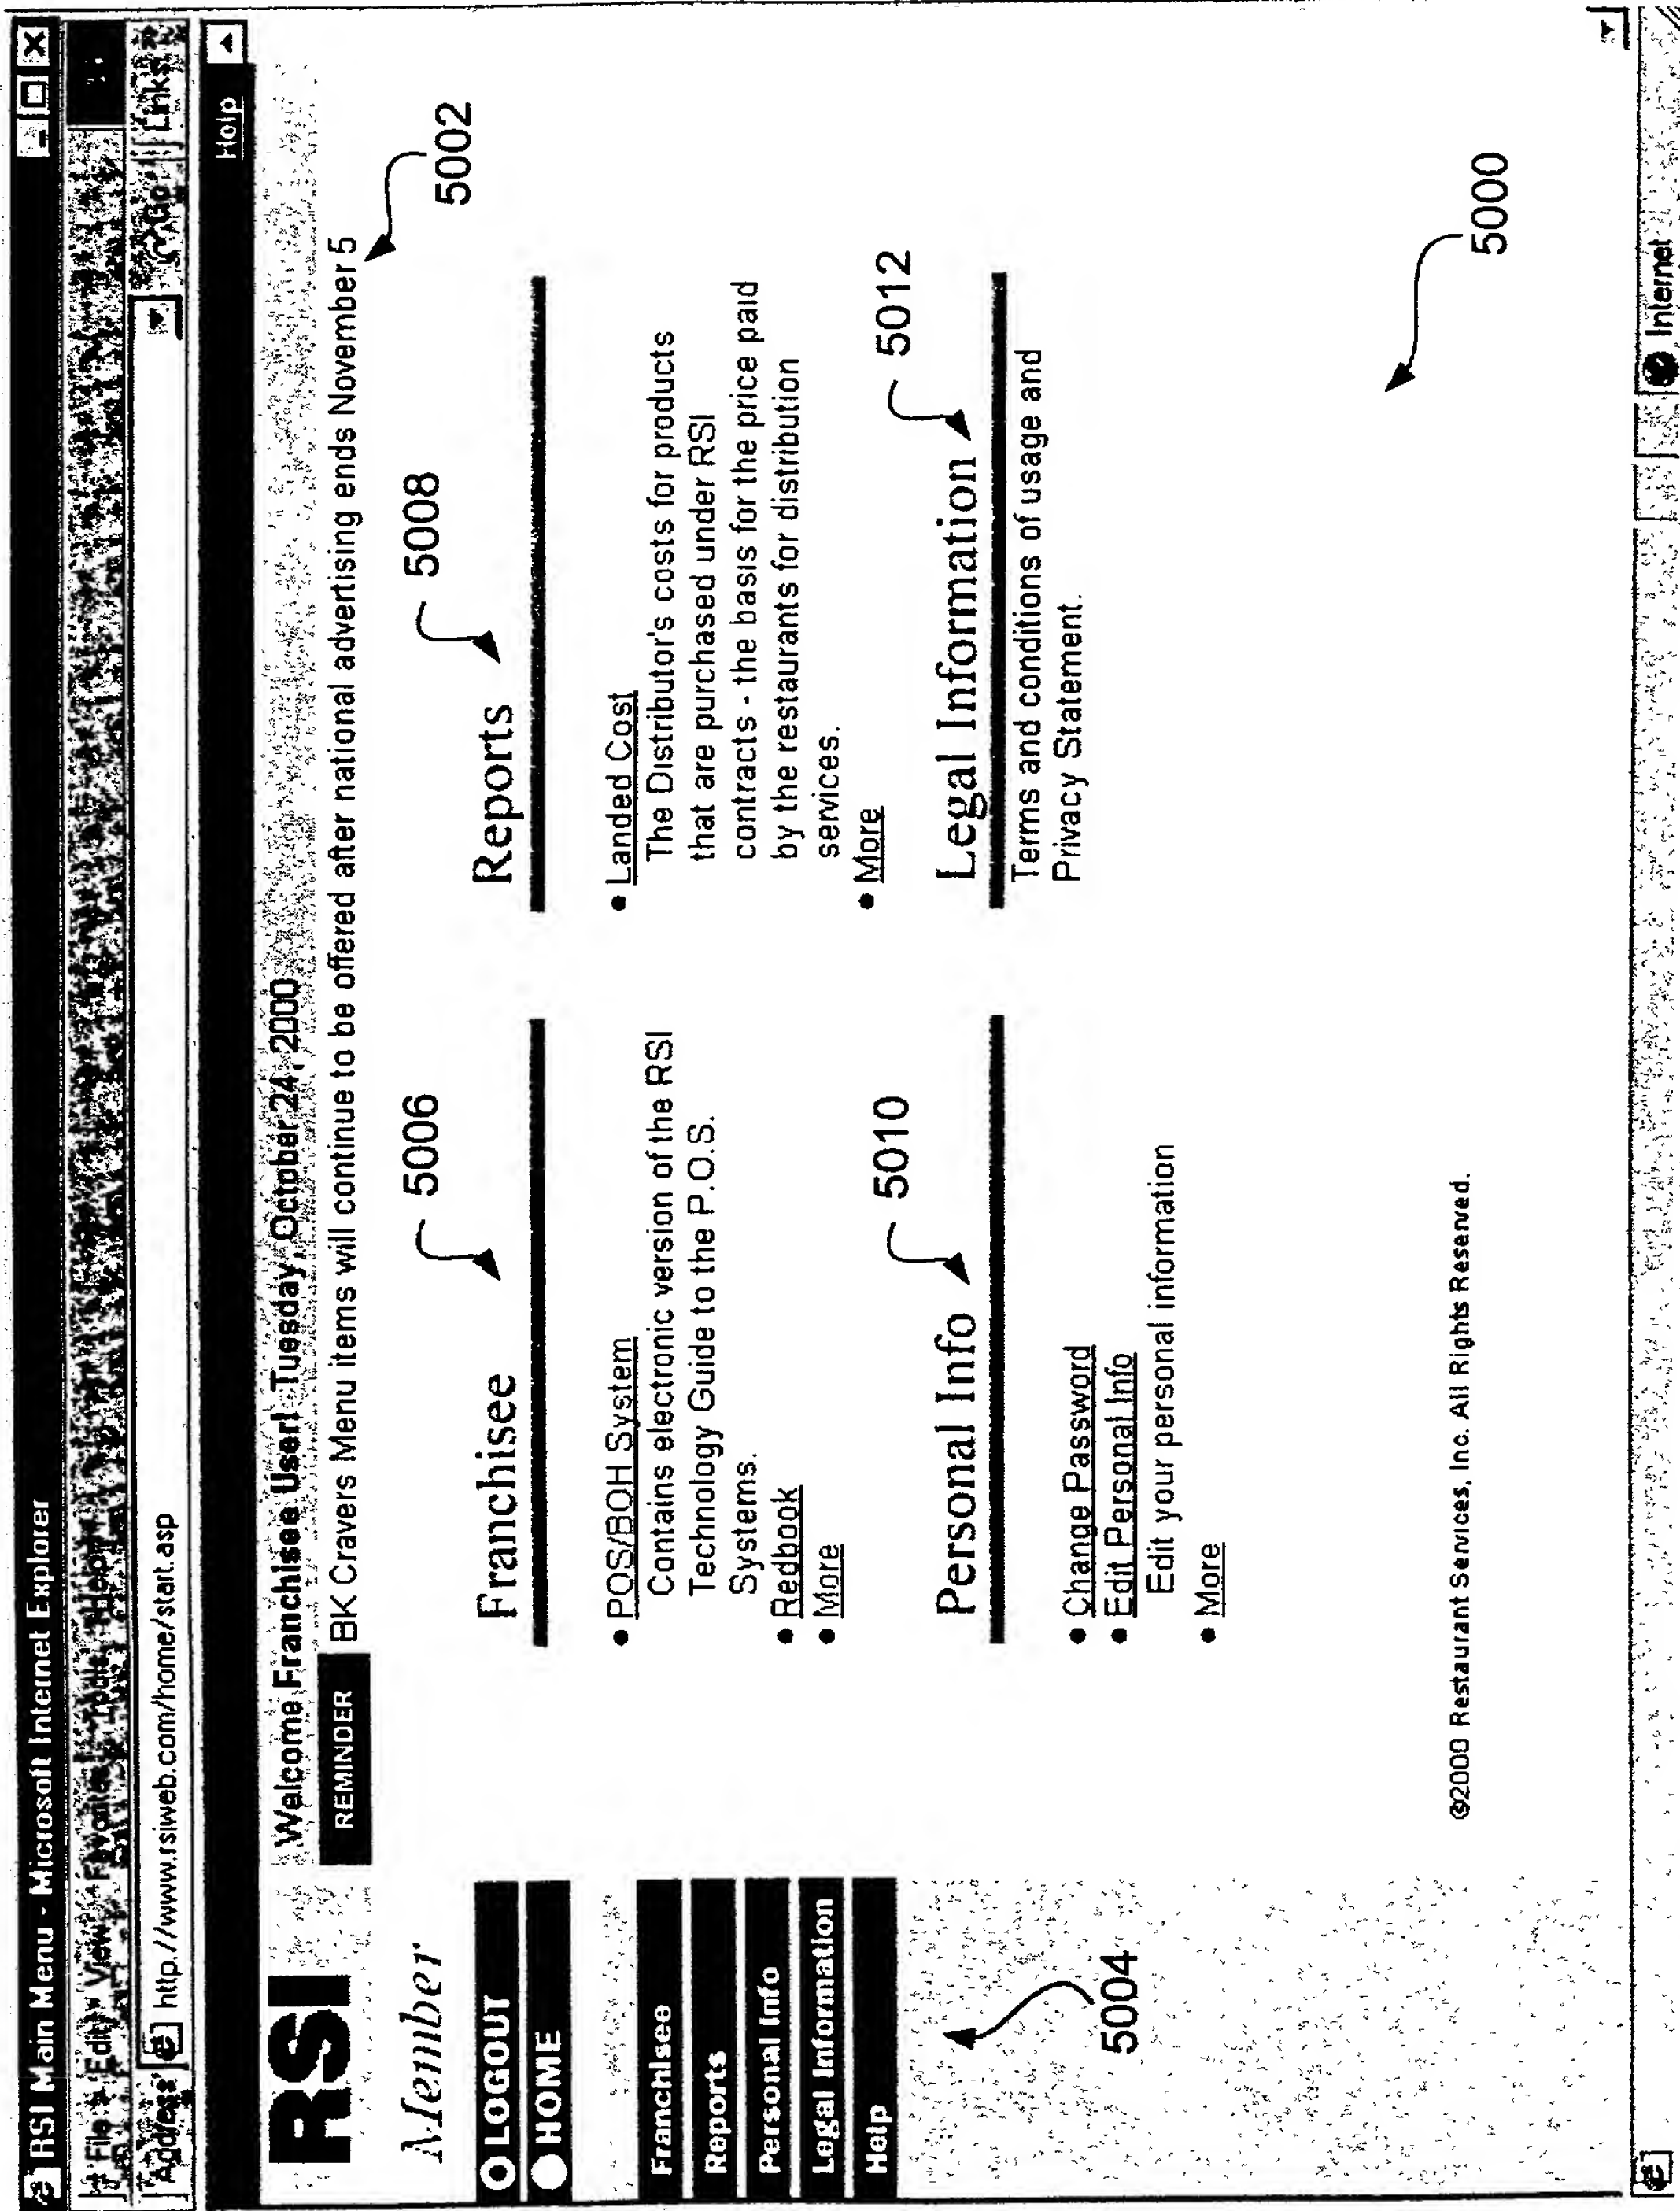 RSI Main Menu - Microsoft Internet Explorer
File Edit View Favorites Tools Help
Address http://www.rsiweb.com/home/start.asp Go Links
Help
RSI
Welcome Franchisee User! Tuesday, October 24, 2000
REMINDER BK Cravers Menu items will continue to be offered after national advertising ends November 5
5002
Member
LOGOUT
HOME
Franchisee
Reports
Personal Info
Legal Information
Help
5004
Franchisee
5006
• POS/BOH System
Contains electronic version of the RSI
Technology Guide to the P.O.S.
Systems.
• Redbook
• More
Reports
5008
• Landed Cost
The Distributor's costs for products
that are purchased under RSI
contracts - the basis for the price paid
by the restaurants for distribution
services.
• More
Personal Info
5010
• Change Password
• Edit Personal Info
Edit your personal information
• More
Legal Information
5012
Terms and conditions of usage and
Privacy Statement.
©2000 Restaurant Services, Inc. All Rights Reserved.
5000
Internet